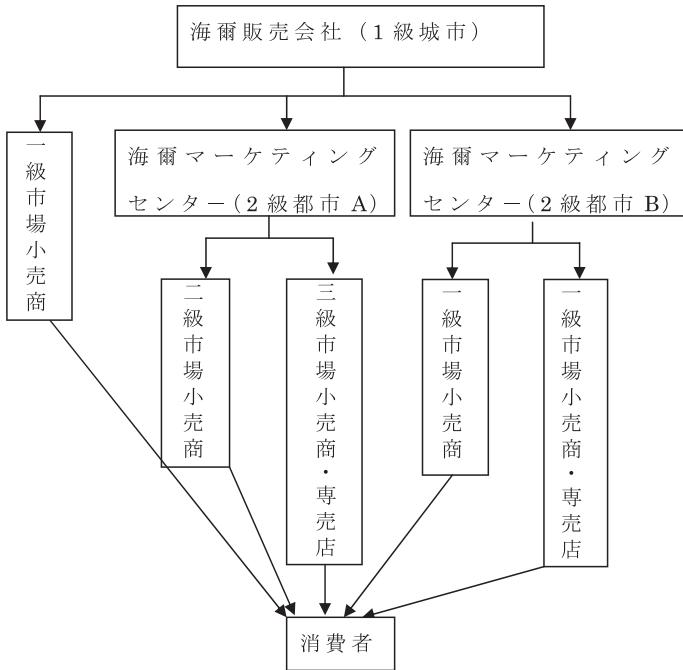 海爾販売会社（1級城市）
海爾マーケティング
センター(2級都市A)
海爾マーケティング
センター(2級都市B)
一級市場小売商
二級市場小売商
三級市場小売商・専売店
一級市場小売商
一級市場小売商・専売店
消費者